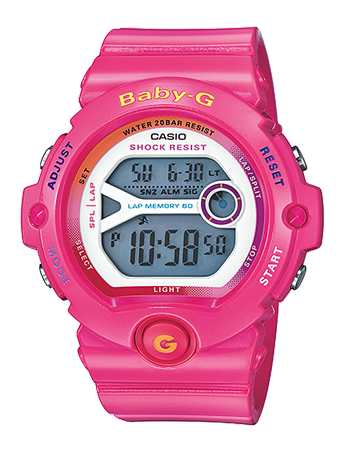 Baby-G
WATER 20BAR RESIST
CASIO
SHOCK RESIST
ADJUST
SET
RESET
LAP/SPLIT
SPL | LAP
SU 6-30 LT
SNZ ALM SIG
LAP MEMORY 60
P 10:58 50
MODE
SELECT
STOP
START
LIGHT
G